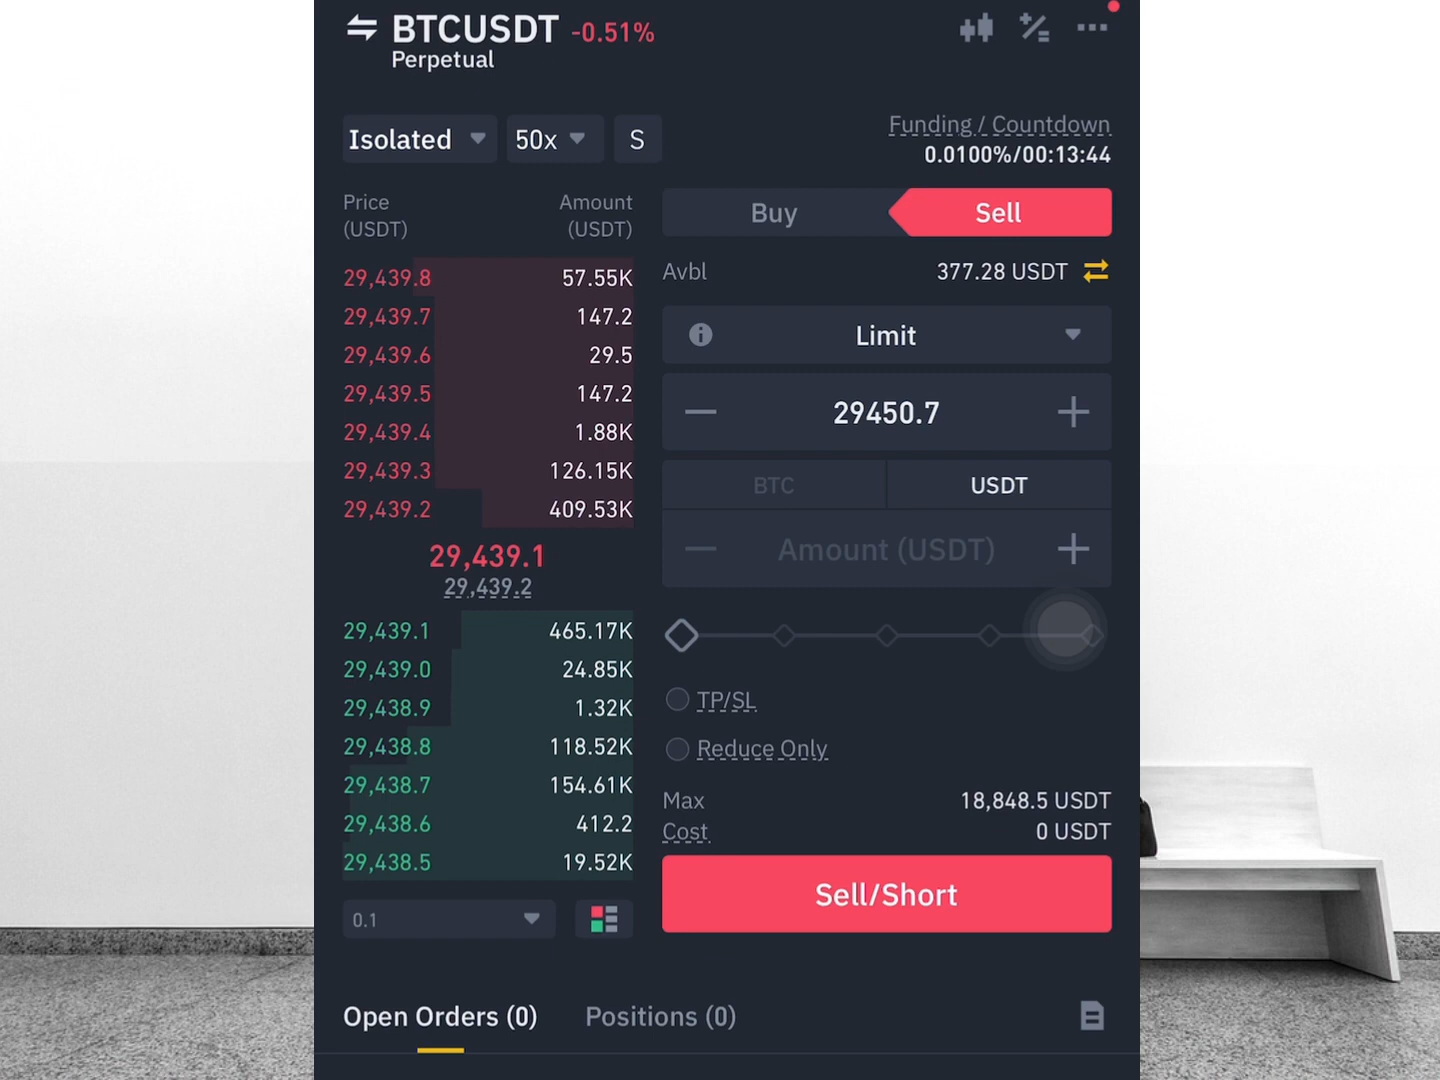 BTCUSDT -0.51%
Perpetual
Isolated 50x S
Funding / Countdown
0.0100%/00:13:44
Price Amount
(USDT) (USDT)
29,439.8 57.55K
29,439.7 147.2
29,439.6 29.5
29,439.5 147.2
29,439.4 1.88K
29,439.3 126.15K
29,439.2 409.53K
29,439.1
29,439.2
29,439.1 465.17K
29,439.0 24.85K
29,438.9 1.32K
29,438.8 118.52K
29,438.7 154.61K
29,438.6 412.2
29,438.5 19.52K
0.1
Buy Sell
Avbl 377.28 USDT
Limit
29450.7
BTC USDT
Amount (USDT)
TP/SL
Reduce Only
Max 18,848.5 USDT
Cost 0 USDT
Sell/Short
Open Orders (0) Positions (0)